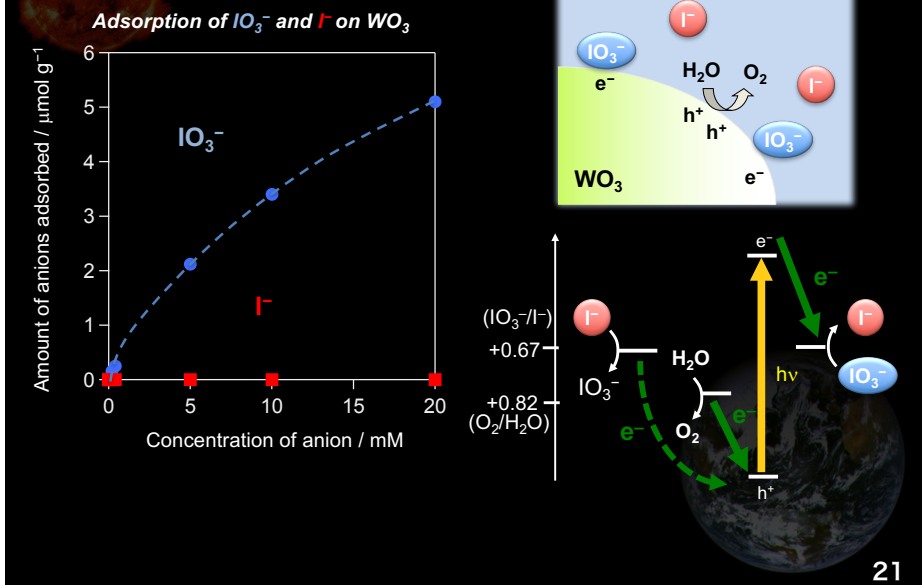 Adsorption of IO₃⁻ and I⁻ on WO₃
Amount of anions adsorbed / μmol g⁻¹
6
5
4
3
2
1
0
IO₃⁻
I⁻
0
5
10
15
20
Concentration of anion / mM
I⁻
IO₃⁻
e⁻
H₂O
O₂
I⁻
h⁺
h⁺
IO₃⁻
e⁻
WO₃
e⁻
e⁻
(IO₃⁻/I⁻)
I⁻
I⁻
+0.67
H₂O
IO₃⁻
hν
IO₃⁻
+0.82
(O₂/H₂O)
e⁻
e⁻
O₂
h⁺
21